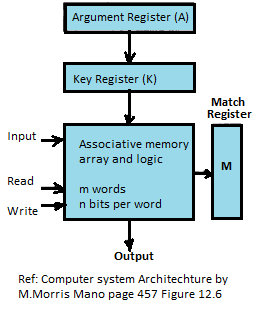 Argument Register (A)
Key Register (K)
Match
Register
Input
Associative memory
array and logic
M
Read
m words
Write
n bits per word
Output
Ref: Computer system Architechture by
M.Morris Mano page 457 Figure 12.6